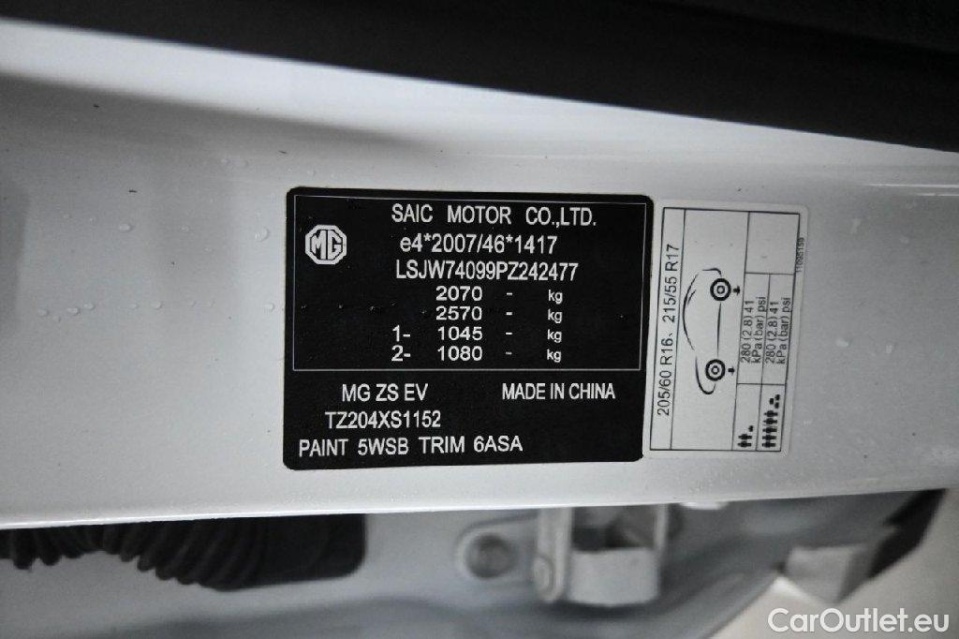 MG
SAIC MOTOR CO.,LTD.
e4*2007/46*1417
LSJW74099PZ242477
2070 - kg
2570 - kg
1- 1045 - kg
2- 1080 - kg
MG ZS EV MADE IN CHINA
TZ204XS1152
PAINT 5WSB TRIM 6ASA
205/60 R16、215/55 R17
280 (2.8) 41
kPa (bar) psi
280 (2.8) 41
kPa (bar) psi
CarOutlet.eu